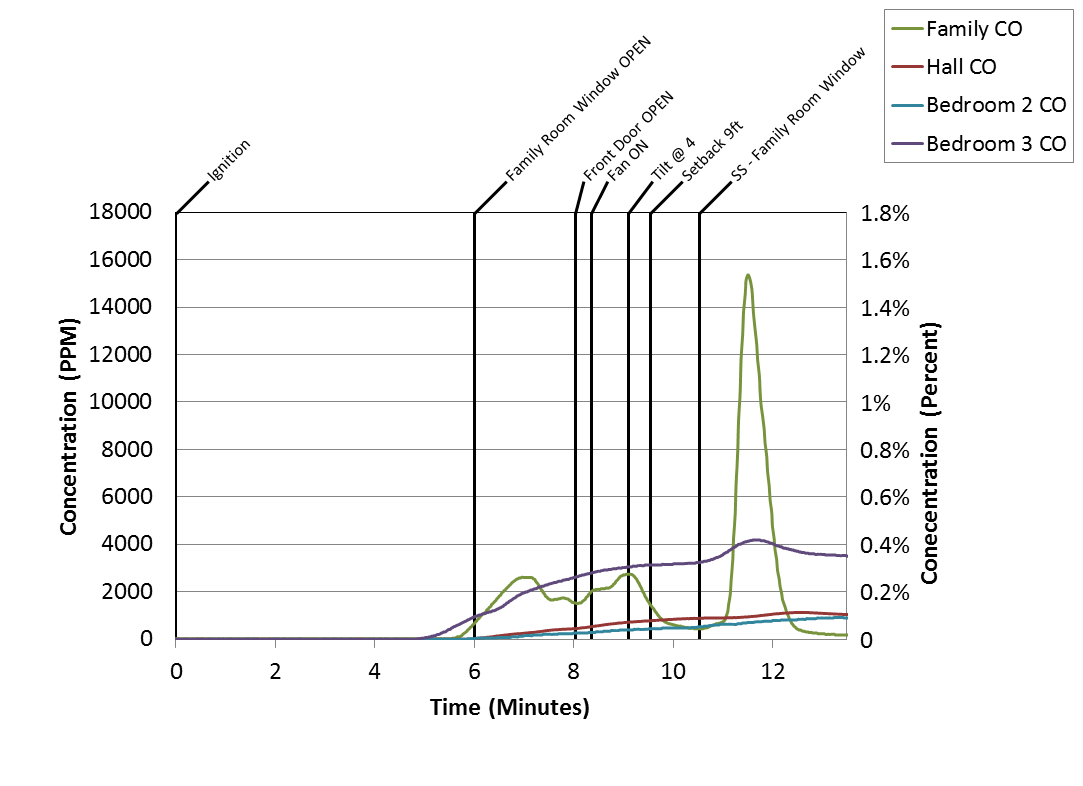 Family CO
Hall CO
Bedroom 2 CO
Bedroom 3 CO
Ignition
Family Room Window OPEN
Front Door OPEN
Fan ON
Tilt @ 4
Setback 9ft
SS - Family Room Window
18000
16000
14000
12000
10000
8000
6000
4000
2000
0
Concentration (PPM)
1.8%
1.6%
1.4%
1.2%
1%
0.8%
0.6%
0.4%
0.2%
0
Conecentration (Percent)
0 2 4 6 8 10 12
Time (Minutes)